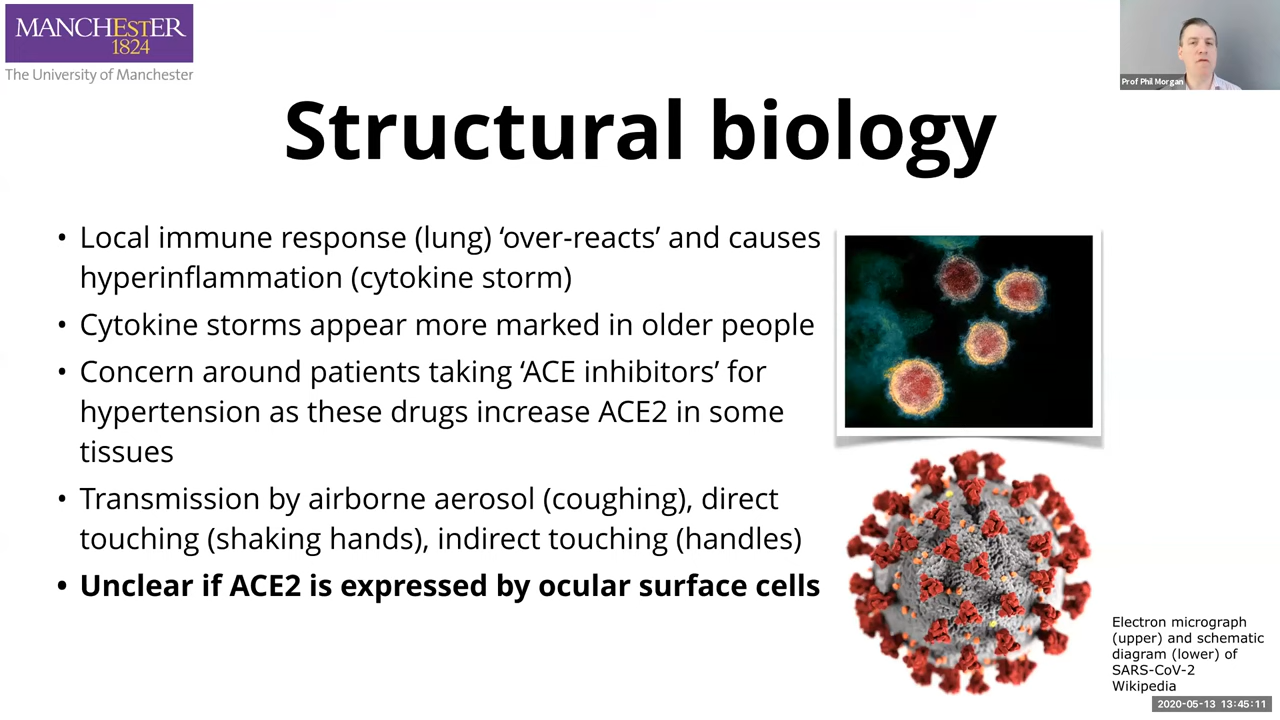 MANCHESTER
1824
The University of Manchester
Prof Phil Morgan
Structural biology
• Local immune response (lung) ‘over-reacts’ and causes
hyperinflammation (cytokine storm)
• Cytokine storms appear more marked in older people
• Concern around patients taking ‘ACE inhibitors’ for
hypertension as these drugs increase ACE2 in some
tissues
• Transmission by airborne aerosol (coughing), direct
touching (shaking hands), indirect touching (handles)
• Unclear if ACE2 is expressed by ocular surface cells
Electron micrograph
(upper) and schematic
diagram (lower) of
SARS-CoV-2
Wikipedia
2020-05-13 13:45:11